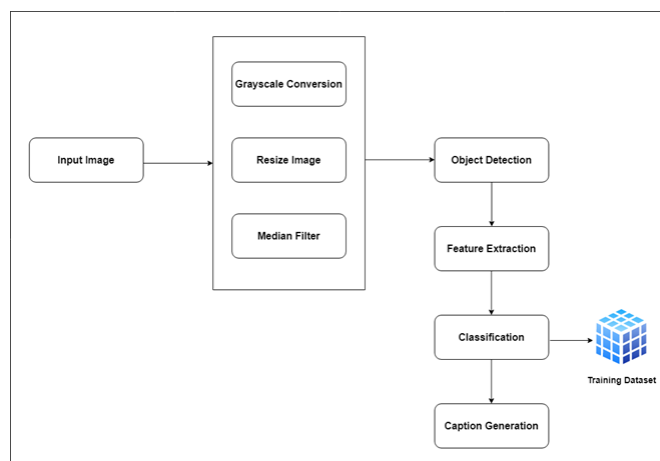 Grayscale Conversion
Input Image
Resize Image
Object Detection
Median Filter
Feature Extraction
Classification
Training Dataset
Caption Generation